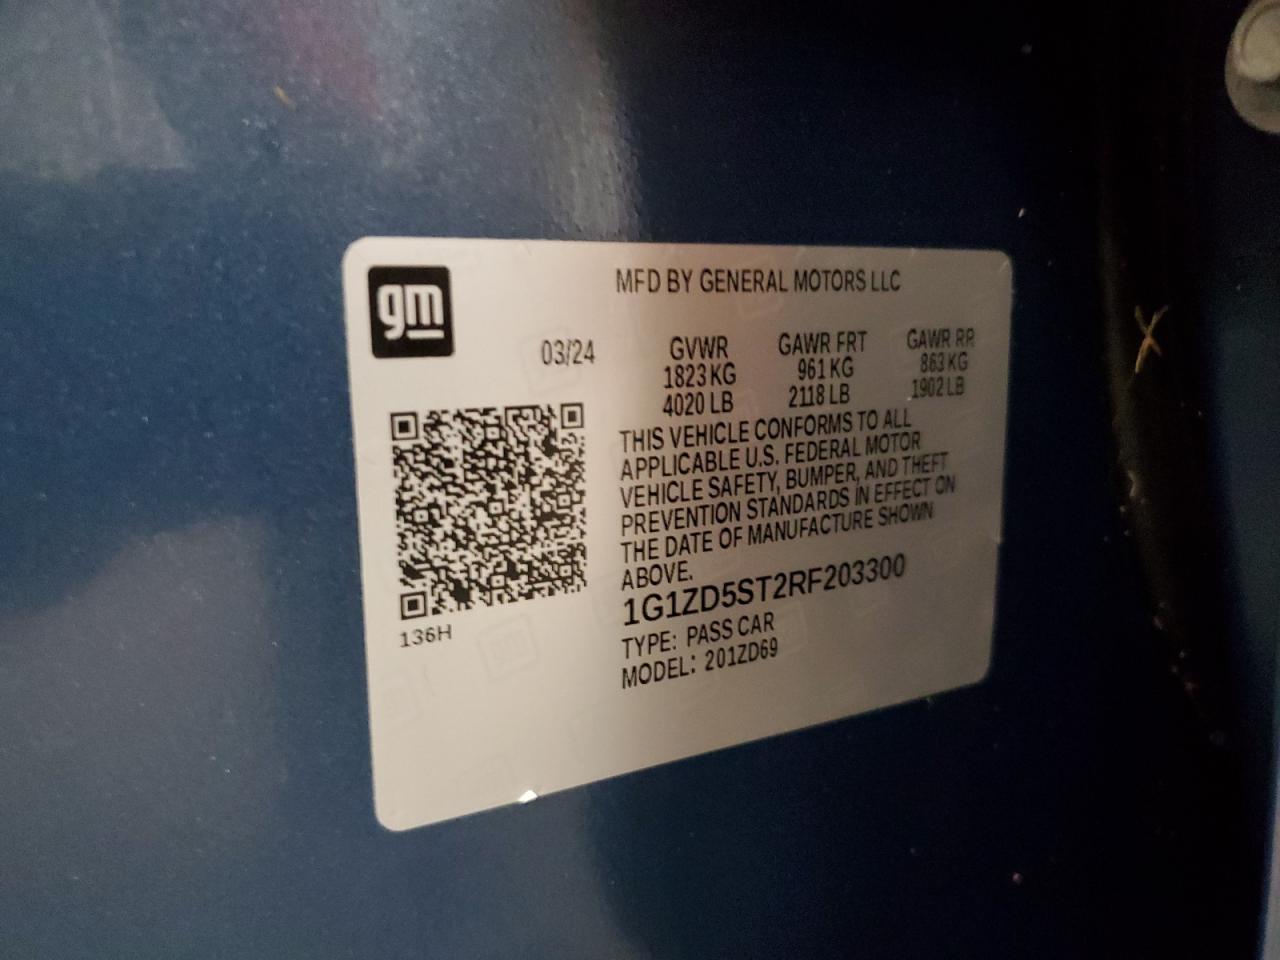 gm
MFD BY GENERAL MOTORS LLC
03/24 GVWR GAWR FRT GAWR RR
1823 KG 961 KG 863 KG
4020 LB 2118 LB 1902 LB
THIS VEHICLE CONFORMS TO ALL
APPLICABLE U.S. FEDERAL MOTOR
VEHICLE SAFETY, BUMPER, AND THEFT
PREVENTION STANDARDS IN EFFECT ON
THE DATE OF MANUFACTURE SHOWN
ABOVE.
1G1ZD5ST2RF203300
136H
TYPE: PASS CAR
MODEL: 201ZD69